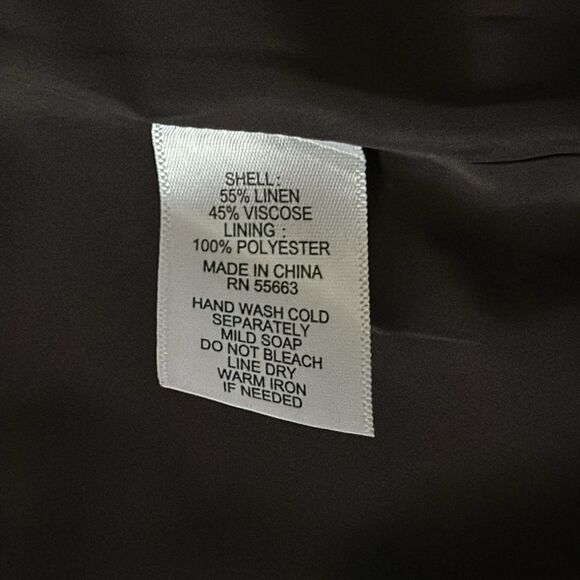 SHELL:
55% LINEN
45% VISCOSE
LINING :
100% POLYESTER
MADE IN CHINA
RN 55663
HAND WASH COLD
SEPARATELY
MILD SOAP
DO NOT BLEACH
LINE DRY
WARM IRON
IF NEEDED